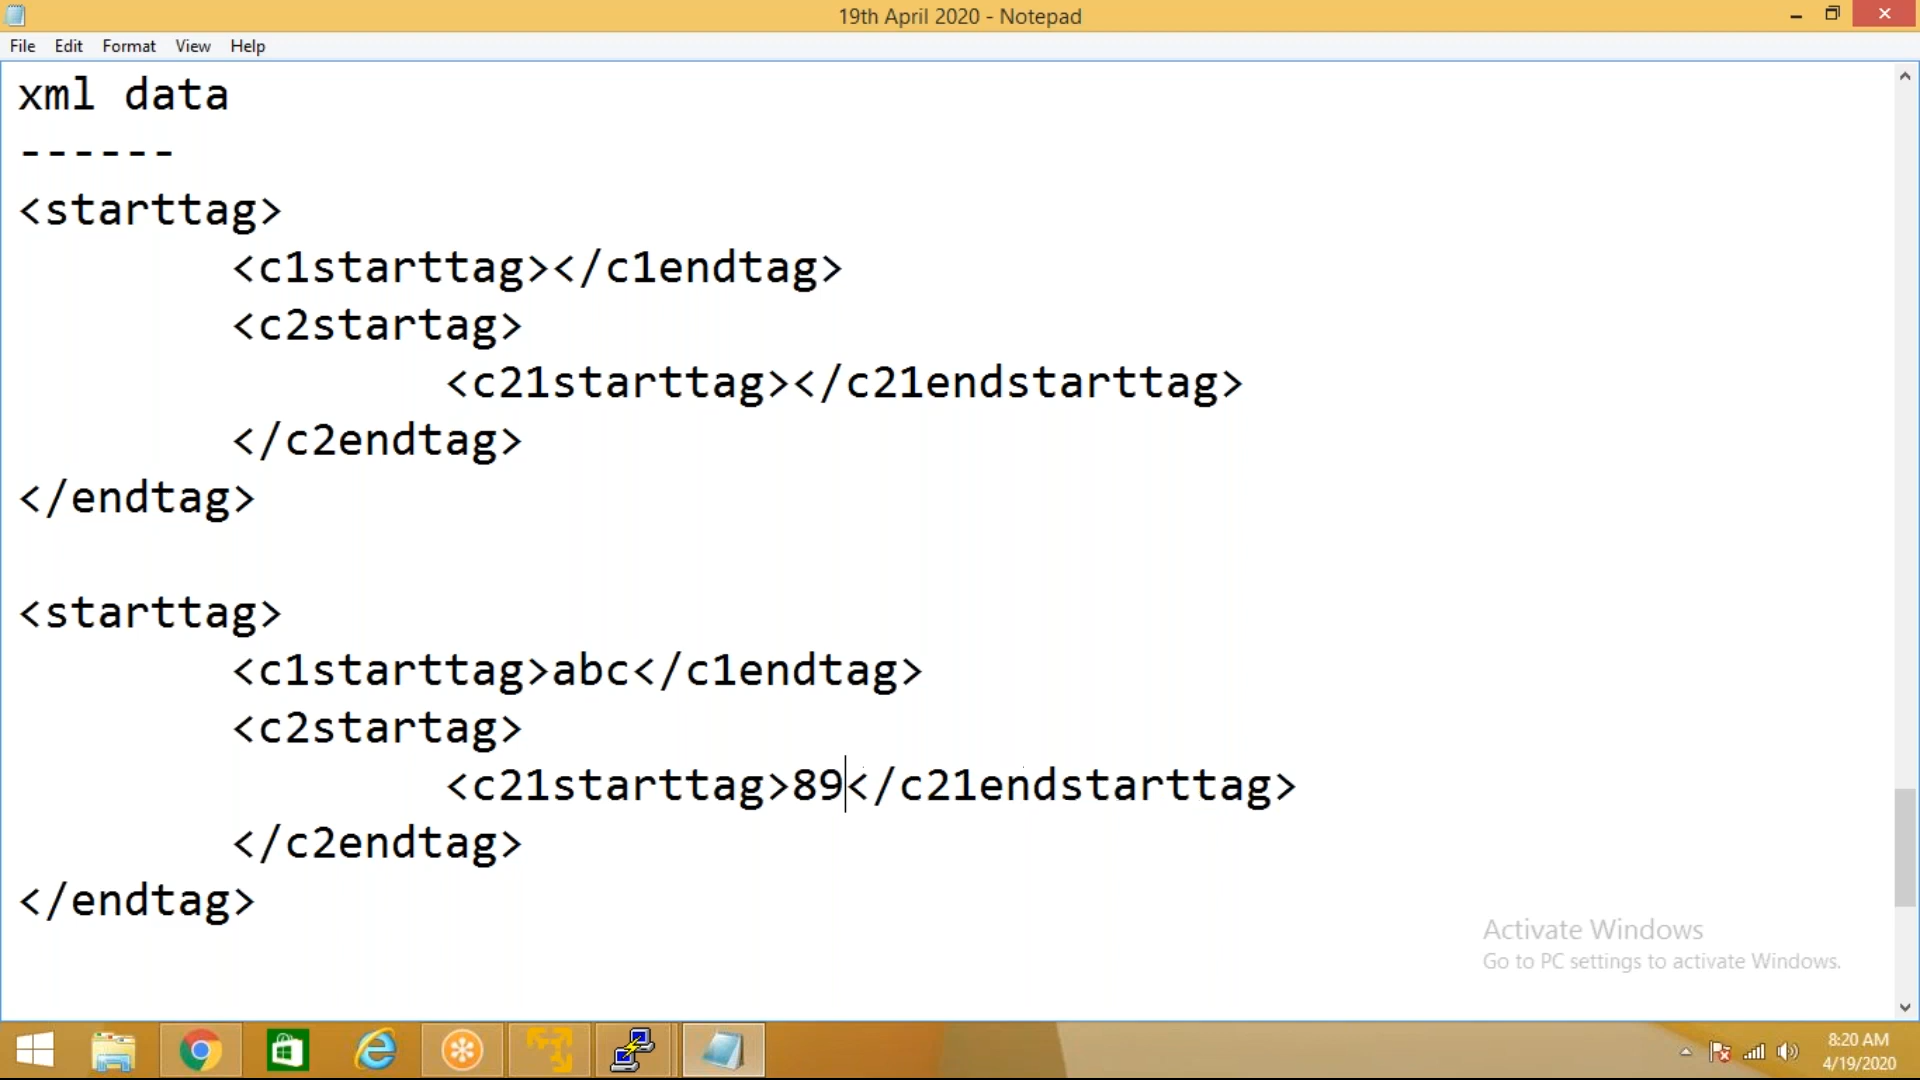 19th April 2020 - Notepad
File Edit Format View Help
xml data
------
<starttag>
<c1starttag></c1endtag>
<c2startag>
<c21starttag></c21endstarttag>
</c2endtag>
</endtag>
<starttag>
<c1starttag>abc</c1endtag>
<c2startag>
<c21starttag>89</c21endstarttag>
</c2endtag>
</endtag>
Activate Windows
Go to PC settings to activate Windows.
8:20 AM
4/19/2020